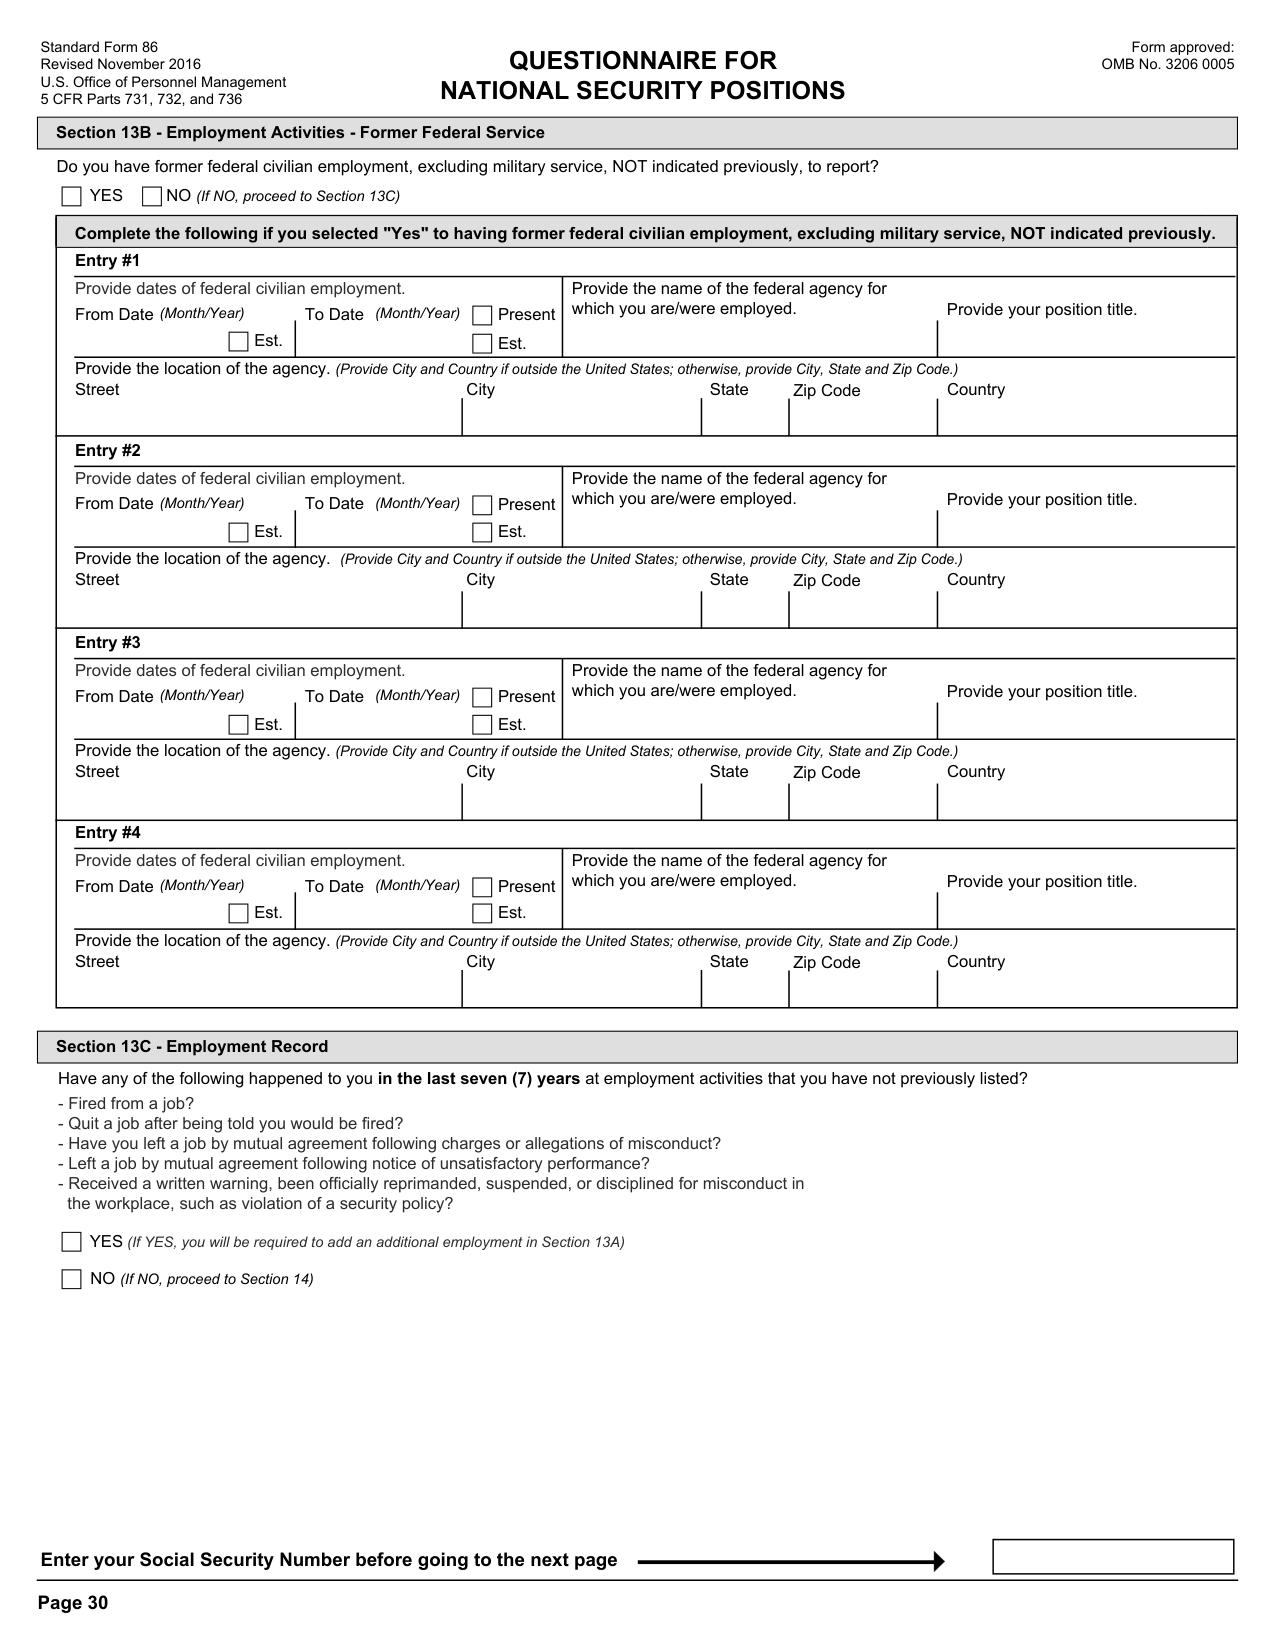 Standard Form 86
Revised November 2016
U.S. Office of Personnel Management
5 CFR Parts 731, 732, and 736
QUESTIONNAIRE FOR
NATIONAL SECURITY POSITIONS
Form approved:
OMB No. 3206 0005
Section 13B - Employment Activities - Former Federal Service
Do you have former federal civilian employment, excluding military service, NOT indicated previously, to report?
YES NO (If NO, proceed to Section 13C)
Complete the following if you selected "Yes" to having former federal civilian employment, excluding military service, NOT indicated previously.
Entry #1
Provide dates of federal civilian employment.
From Date (Month/Year) To Date (Month/Year) Present
Est. Est.
Provide the name of the federal agency for
which you are/were employed.
Provide your position title.
Provide the location of the agency. (Provide City and Country if outside the United States; otherwise, provide City, State and Zip Code.)
Street City State Zip Code Country
Entry #2
Provide dates of federal civilian employment.
From Date (Month/Year) To Date (Month/Year) Present
Est. Est.
Provide the name of the federal agency for
which you are/were employed.
Provide your position title.
Provide the location of the agency. (Provide City and Country if outside the United States; otherwise, provide City, State and Zip Code.)
Street City State Zip Code Country
Entry #3
Provide dates of federal civilian employment.
From Date (Month/Year) To Date (Month/Year) Present
Est. Est.
Provide the name of the federal agency for
which you are/were employed.
Provide your position title.
Provide the location of the agency. (Provide City and Country if outside the United States; otherwise, provide City, State and Zip Code.)
Street City State Zip Code Country
Entry #4
Provide dates of federal civilian employment.
From Date (Month/Year) To Date (Month/Year) Present
Est. Est.
Provide the name of the federal agency for
which you are/were employed.
Provide your position title.
Provide the location of the agency. (Provide City and Country if outside the United States; otherwise, provide City, State and Zip Code.)
Street City State Zip Code Country
Section 13C - Employment Record
Have any of the following happened to you in the last seven (7) years at employment activities that you have not previously listed?
- Fired from a job?
- Quit a job after being told you would be fired?
- Have you left a job by mutual agreement following charges or allegations of misconduct?
- Left a job by mutual agreement following notice of unsatisfactory performance?
- Received a written warning, been officially reprimanded, suspended, or disciplined for misconduct in
the workplace, such as violation of a security policy?
YES (If YES, you will be required to add an additional employment in Section 13A)
NO (If NO, proceed to Section 14)
Enter your Social Security Number before going to the next page
Page 30